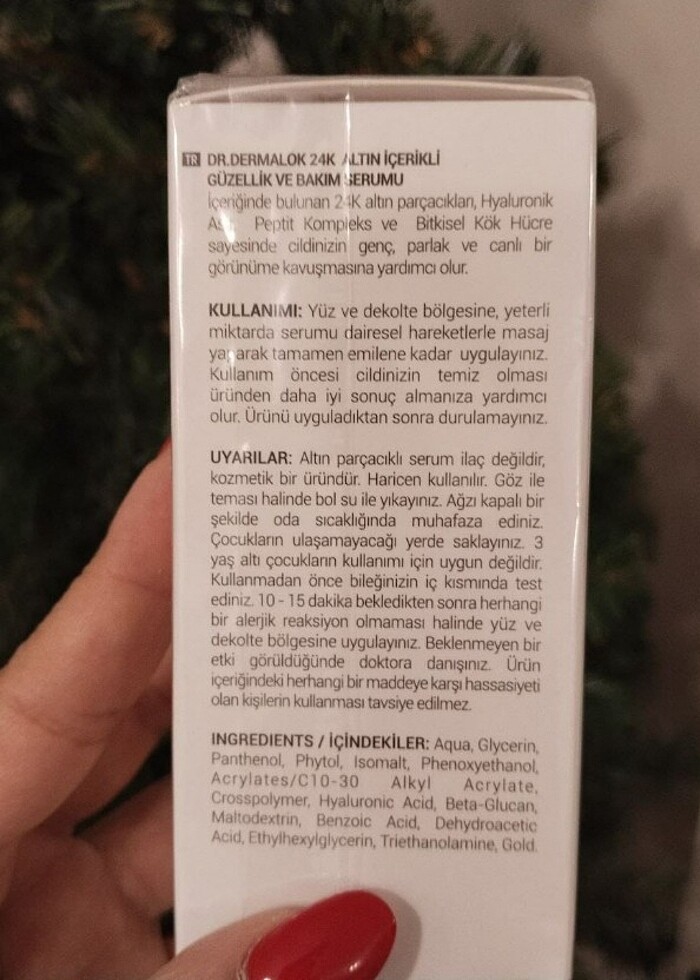 TR DR.DERMALOK 24K ALTIN İÇERİKLİ
GÜZELLİK VE BAKIM SERUMU
İçeriğinde bulunan 24K altın parçacıkları, Hyaluronik
Asit, Peptit Kompleks ve Bitkisel Kök Hücre
sayesinde cildinizin genç, parlak ve canlı bir
görünüme kavuşmasına yardımcı olur.
KULLANIMI: Yüz ve dekolte bölgesine, yeterli
miktarda serumu dairesel hareketlerle masaj
yaparak tamamen emilene kadar uygulayınız.
Kullanım öncesi cildinizin temiz olması
üründen daha iyi sonuç almanıza yardımcı
olur. Ürünü uyguladıktan sonra durulamayınız.
UYARILAR: Altın parçacıklı serum ilaç değildir,
kozmetik bir üründür. Haricen kullanılır. Göz ile
teması halinde bol su ile yıkayınız. Ağzı kapalı bir
şekilde oda sıcaklığında muhafaza ediniz.
Çocukların ulaşamayacağı yerde saklayınız. 3
yaş altı çocukların kullanımı için uygun değildir.
Kullanmadan önce bileğinizin iç kısmında test
ediniz. 10 - 15 dakika bekledikten sonra herhangi
bir alerjik reaksiyon olmaması halinde yüz ve
dekolte bölgesine uygulayınız. Beklenmeyen bir
etki görüldüğünde doktora danışınız. Ürün
içeriğindeki herhangi bir maddeye karşı hassasiyeti
olan kişilerin kullanması tavsiye edilmez.
INGREDIENTS / İÇİNDEKİLER: Aqua, Glycerin,
Panthenol, Phytol, Isomalt, Phenoxyethanol,
Acrylates/C10-30 Alkyl Acrylate,
Crosspolymer, Hyaluronic Acid, Beta-Glucan,
Maltodextrin, Benzoic Acid, Dehydroacetic
Acid, Ethylhexylglycerin, Triethanolamine, Gold.